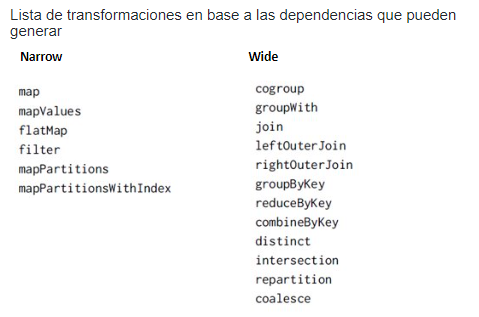 Lista de transformaciones en base a las dependencias que pueden
generar
Narrow
map
mapValues
flatMap
filter
mapPartitions
mapPartitionsWithIndex
Wide
cogroup
groupWith
join
leftOuterJoin
rightOuterJoin
groupByKey
reduceByKey
combineByKey
distinct
intersection
repartition
coalesce